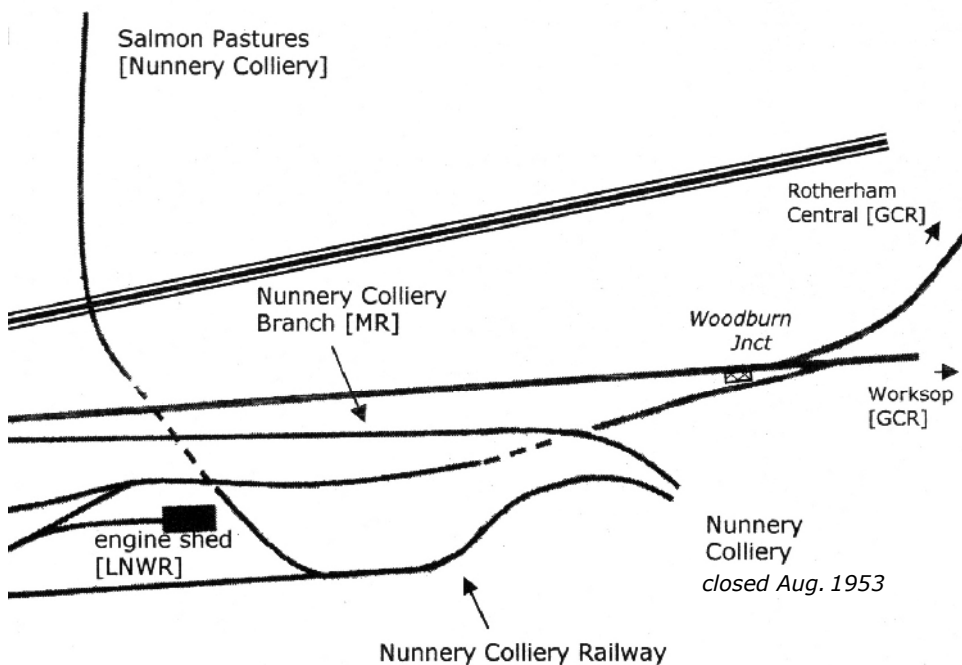 Salmon Pastures
[Nunnery Colliery]
Rotherham
Central [GCR]
Nunnery Colliery
Branch [MR]
Woodburn
Jnct
Worksop
[GCR]
engine shed
[LNWR]
Nunnery
Colliery
closed Aug. 1953
Nunnery Colliery Railway